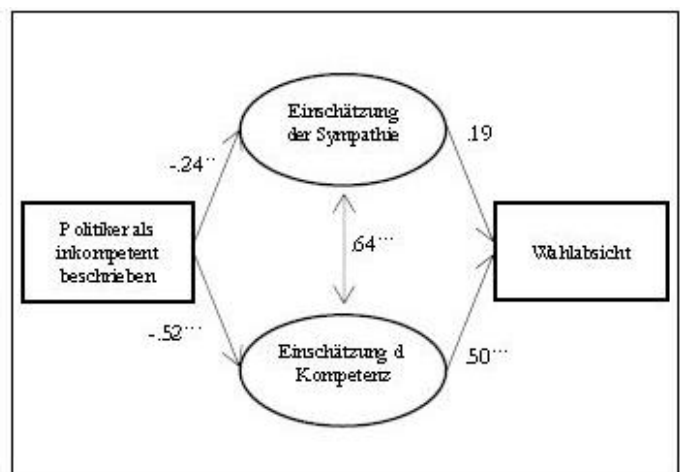 Einschätzung
der Sympathie
.19
-.24**
Politiker als
inkompetent
beschrieben
.64***
Wahlabsicht
-.52***
Einschätzung d
Kompetenz
.50***